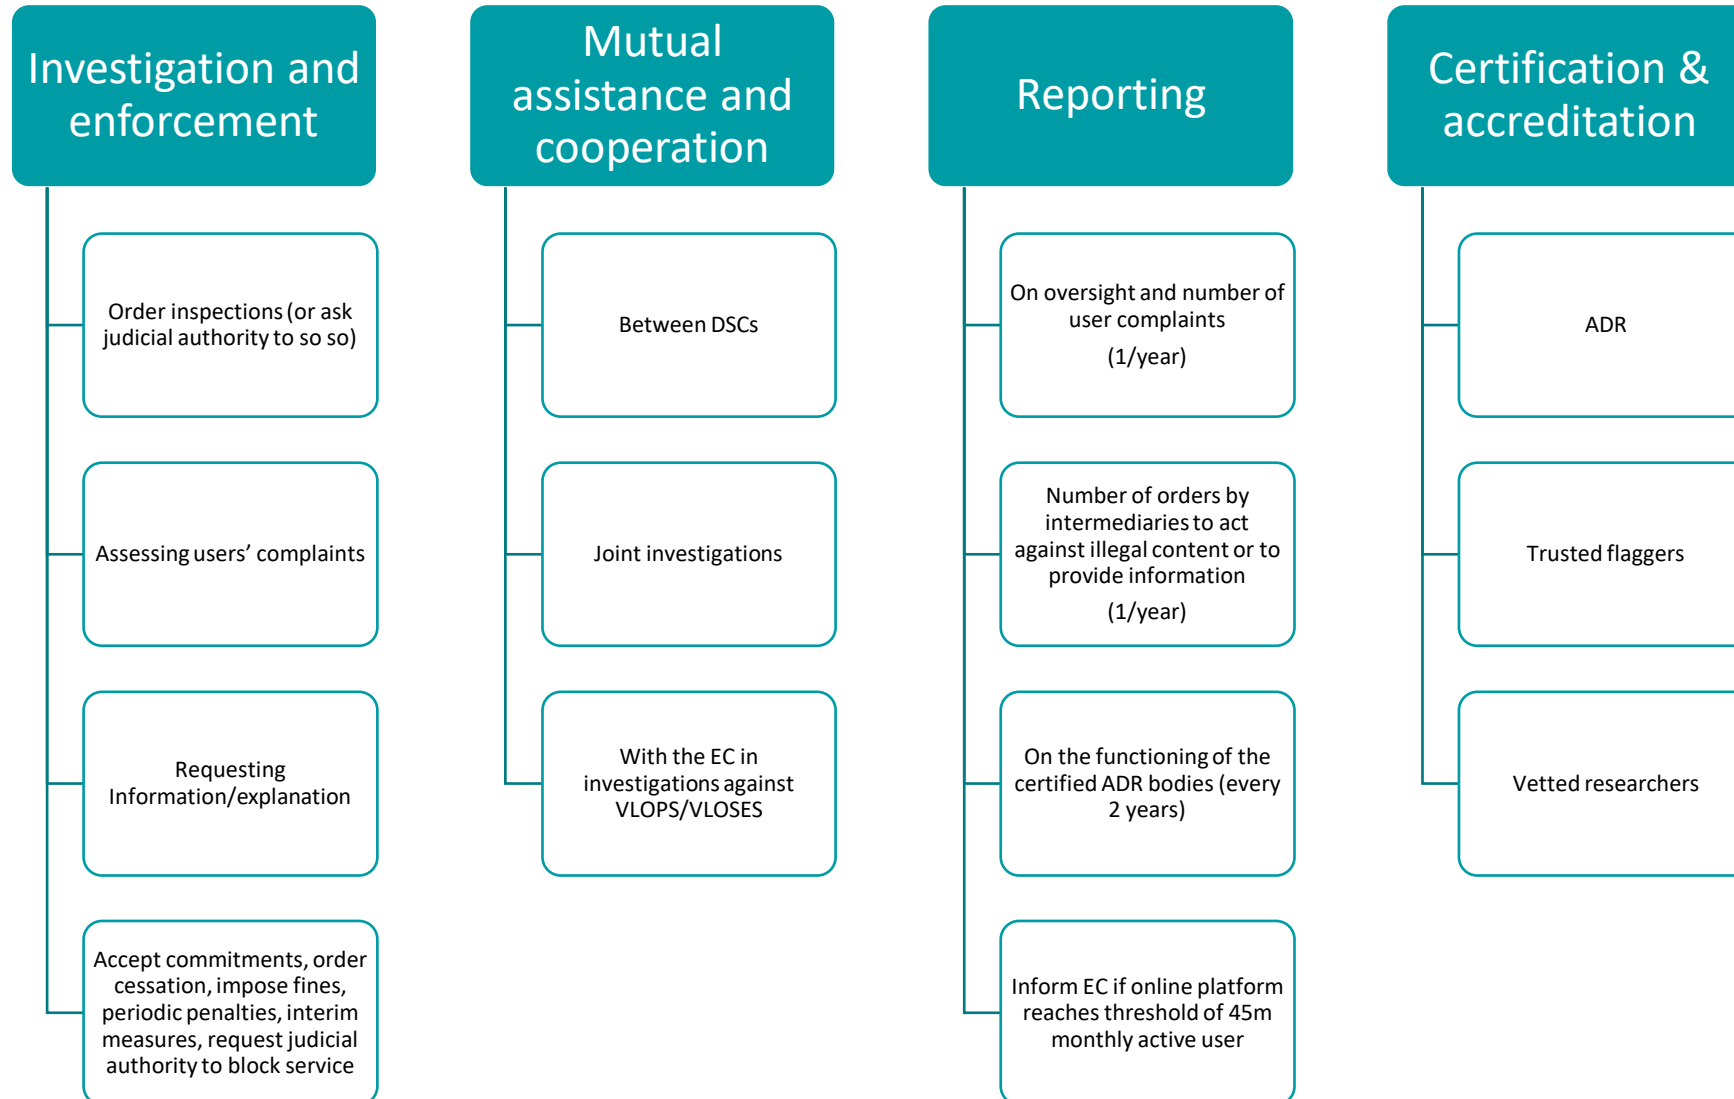 Investigation and
enforcement
Order inspections (or ask
judicial authority to so so)
Assessing users’ complaints
Requesting
Information/explanation
Accept commitments, order
cessation, impose fines,
periodic penalties, interim
measures, request judicial
authority to block service
Mutual
assistance and
cooperation
Between DSCs
Joint investigations
With the EC in
investigations against
VLOPS/VLOSES
Reporting
On oversight and number of
user complaints
(1/year)
Number of orders by
intermediaries to act
against illegal content or to
provide information
(1/year)
On the functioning of the
certified ADR bodies (every
2 years)
Inform EC if online platform
reaches threshold of 45m
monthly active user
Certification &
accreditation
ADR
Trusted flaggers
Vetted researchers